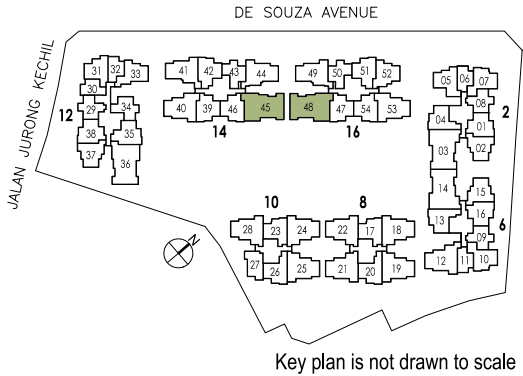 DE SOUZA AVENUE
JALAN JURONG KECHIL
31 32 33
30
29 34
12
38 35
37 36
41 42 43 44
40 39 46 45
14
49 50 51 52
48 47 54 53
16
05 06 07
08
04 01 2
03 02
14 15
13 16 6
09
12 11 10
10
28 23 24
27 26 25
8
22 17 18
21 20 19
N
Key plan is not drawn to scale